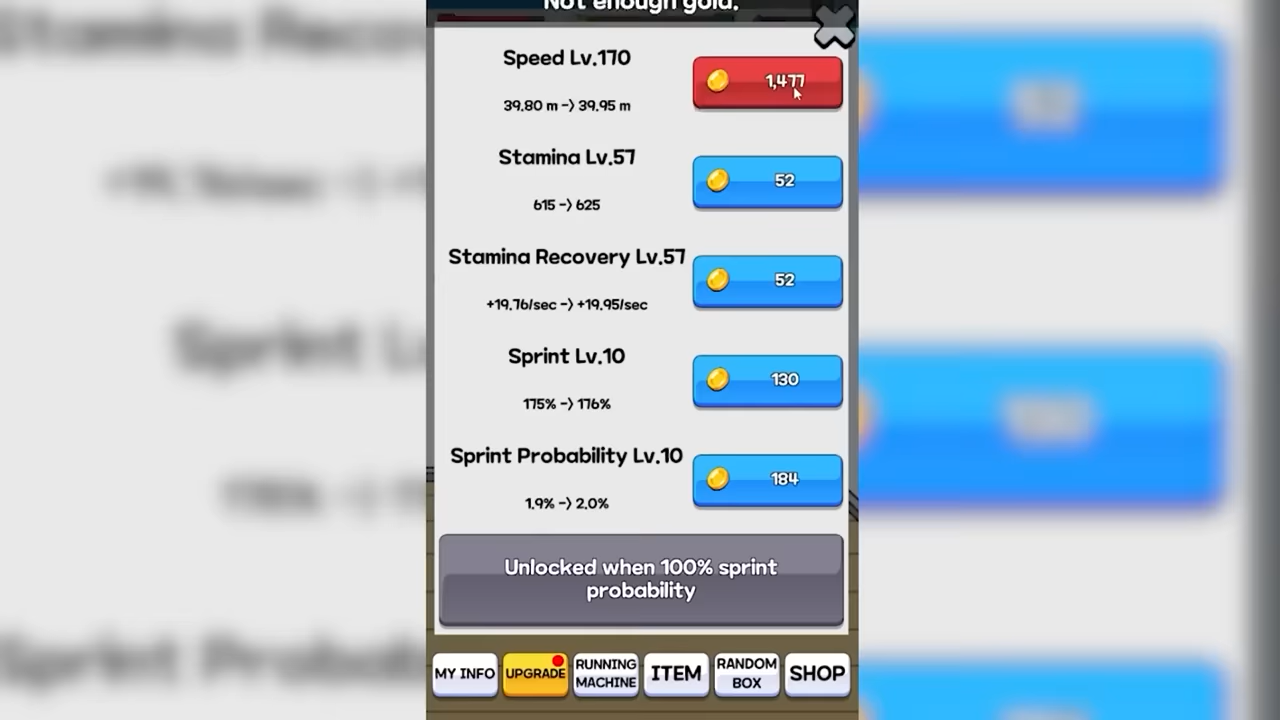 Not enough gold.
Speed Lv.170
1,477
39.80 m -> 39.95 m
Stamina Lv.57
52
615 -> 625
Stamina Recovery Lv.57
52
+19.76/sec -> +19.95/sec
Sprint Lv.10
130
175% -> 176%
Sprint Probability Lv.10
184
1.9% -> 2.0%
Unlocked when 100% sprint
probability
MY INFO
UPGRADE
RUNNING
MACHINE
ITEM
RANDOM
BOX
SHOP